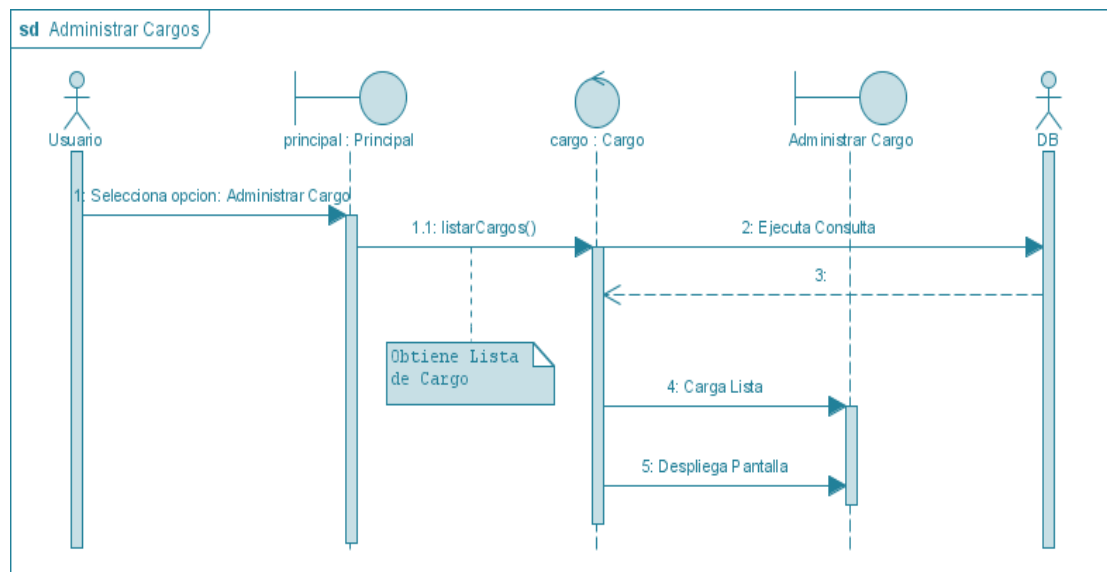 sd Administrar Cargos
Usuario
principal : Principal
cargo : Cargo
Administrar Cargo
DB
1: Selecciona opcion: Administrar Cargo
1.1: listarCargos()
2: Ejecuta Consulta
3:
Obtiene Lista
de Cargo
4: Carga Lista
5: Despliega Pantalla